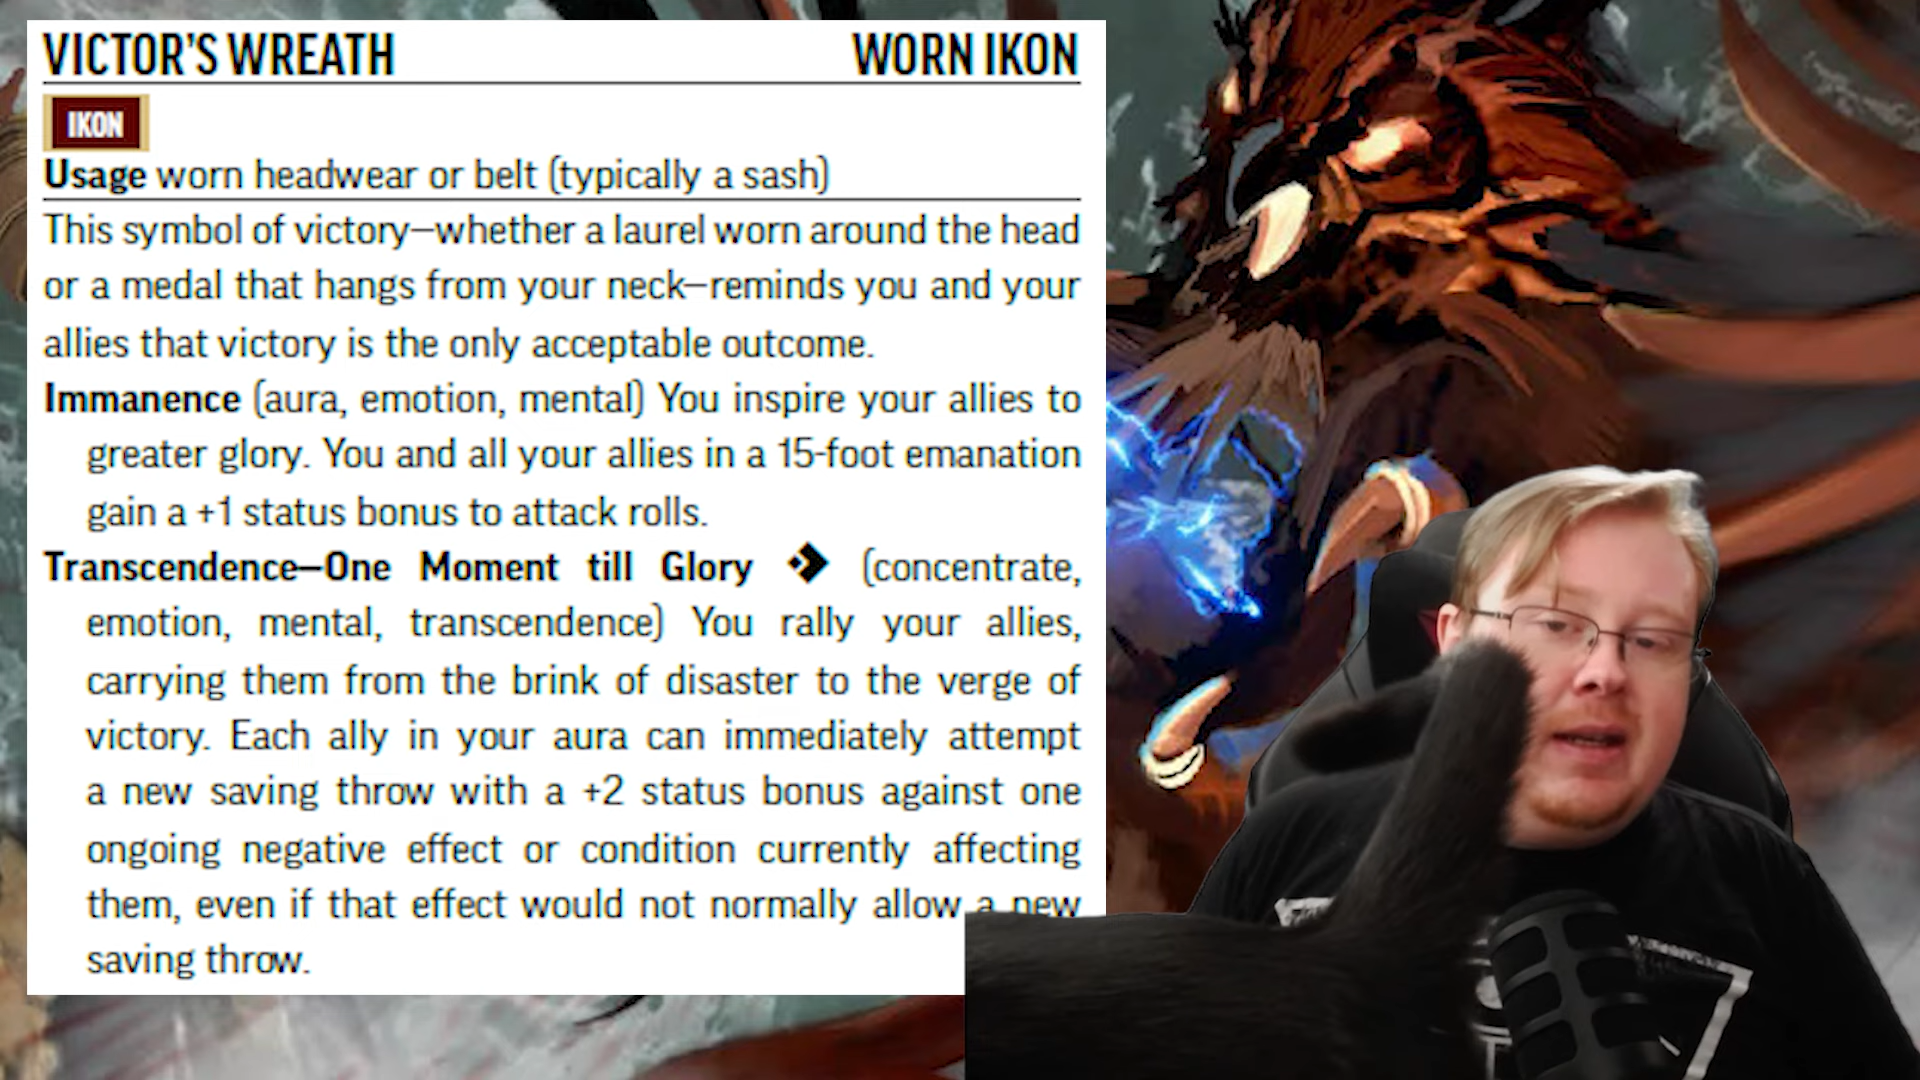 VICTOR'S WREATH WORN IKON
IKON
Usage worn headwear or belt (typically a sash)
This symbol of victory—whether a laurel worn around the head
or a medal that hangs from your neck—reminds you and your
allies that victory is the only acceptable outcome.
Immanence (aura, emotion, mental) You inspire your allies to
greater glory. You and all your allies in a 15-foot emanation
gain a +1 status bonus to attack rolls.
Transcendence—One Moment till Glory (concentrate,
emotion, mental, transcendence) You rally your allies,
carrying them from the brink of disaster to the verge of
victory. Each ally in your aura can immediately attempt
a new saving throw with a +2 status bonus against one
ongoing negative effect or condition currently affecting
them, even if that effect would not normally allow a new
saving throw.